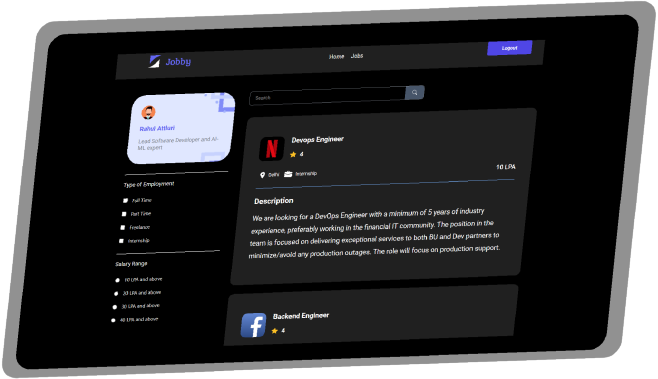 Jobby
Home Jobs
Logout
Rahul Attluri
Lead Software Developer and AI-
ML expert
Type of Employment
Full Time
Part Time
Freelance
Internship
Salary Range
10 LPA and above
20 LPA and above
30 LPA and above
40 LPA and above
Search
N
Devops Engineer
4
Delhi Internship
10 LPA
Description
We are looking for a DevOps Engineer with a minimum of 5 years of industry
experience, preferably working in the financial IT community. The position in the
team is focused on delivering exceptional services to both BU and Dev partners to
minimize/avoid any production outages. The role will focus on production support.
f
Backend Engineer
4